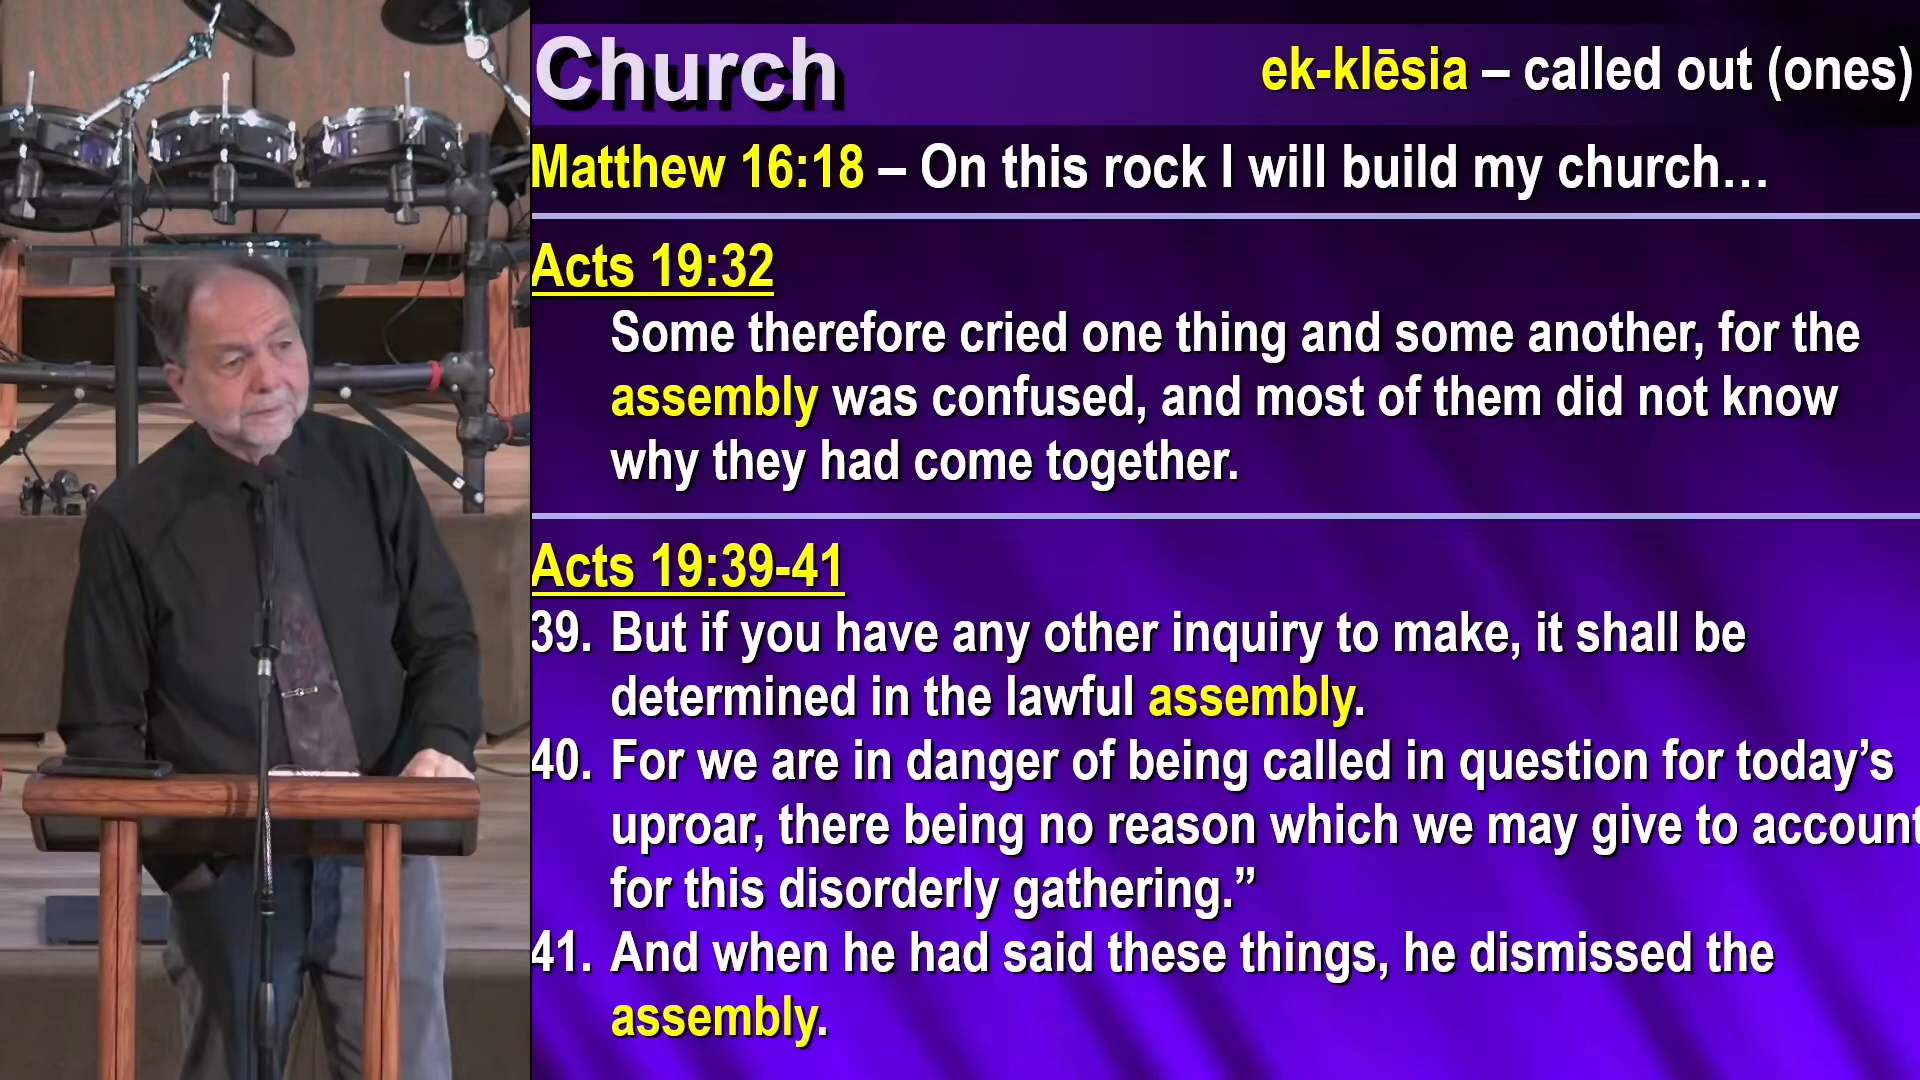 Church
ek-klēsia – called out (ones)
Matthew 16:18 – On this rock I will build my church…
Acts 19:32
Some therefore cried one thing and some another, for the
assembly was confused, and most of them did not know
why they had come together.
Acts 19:39-41
39. But if you have any other inquiry to make, it shall be
determined in the lawful assembly.
40. For we are in danger of being called in question for today’s
uproar, there being no reason which we may give to account
for this disorderly gathering.”
41. And when he had said these things, he dismissed the
assembly.